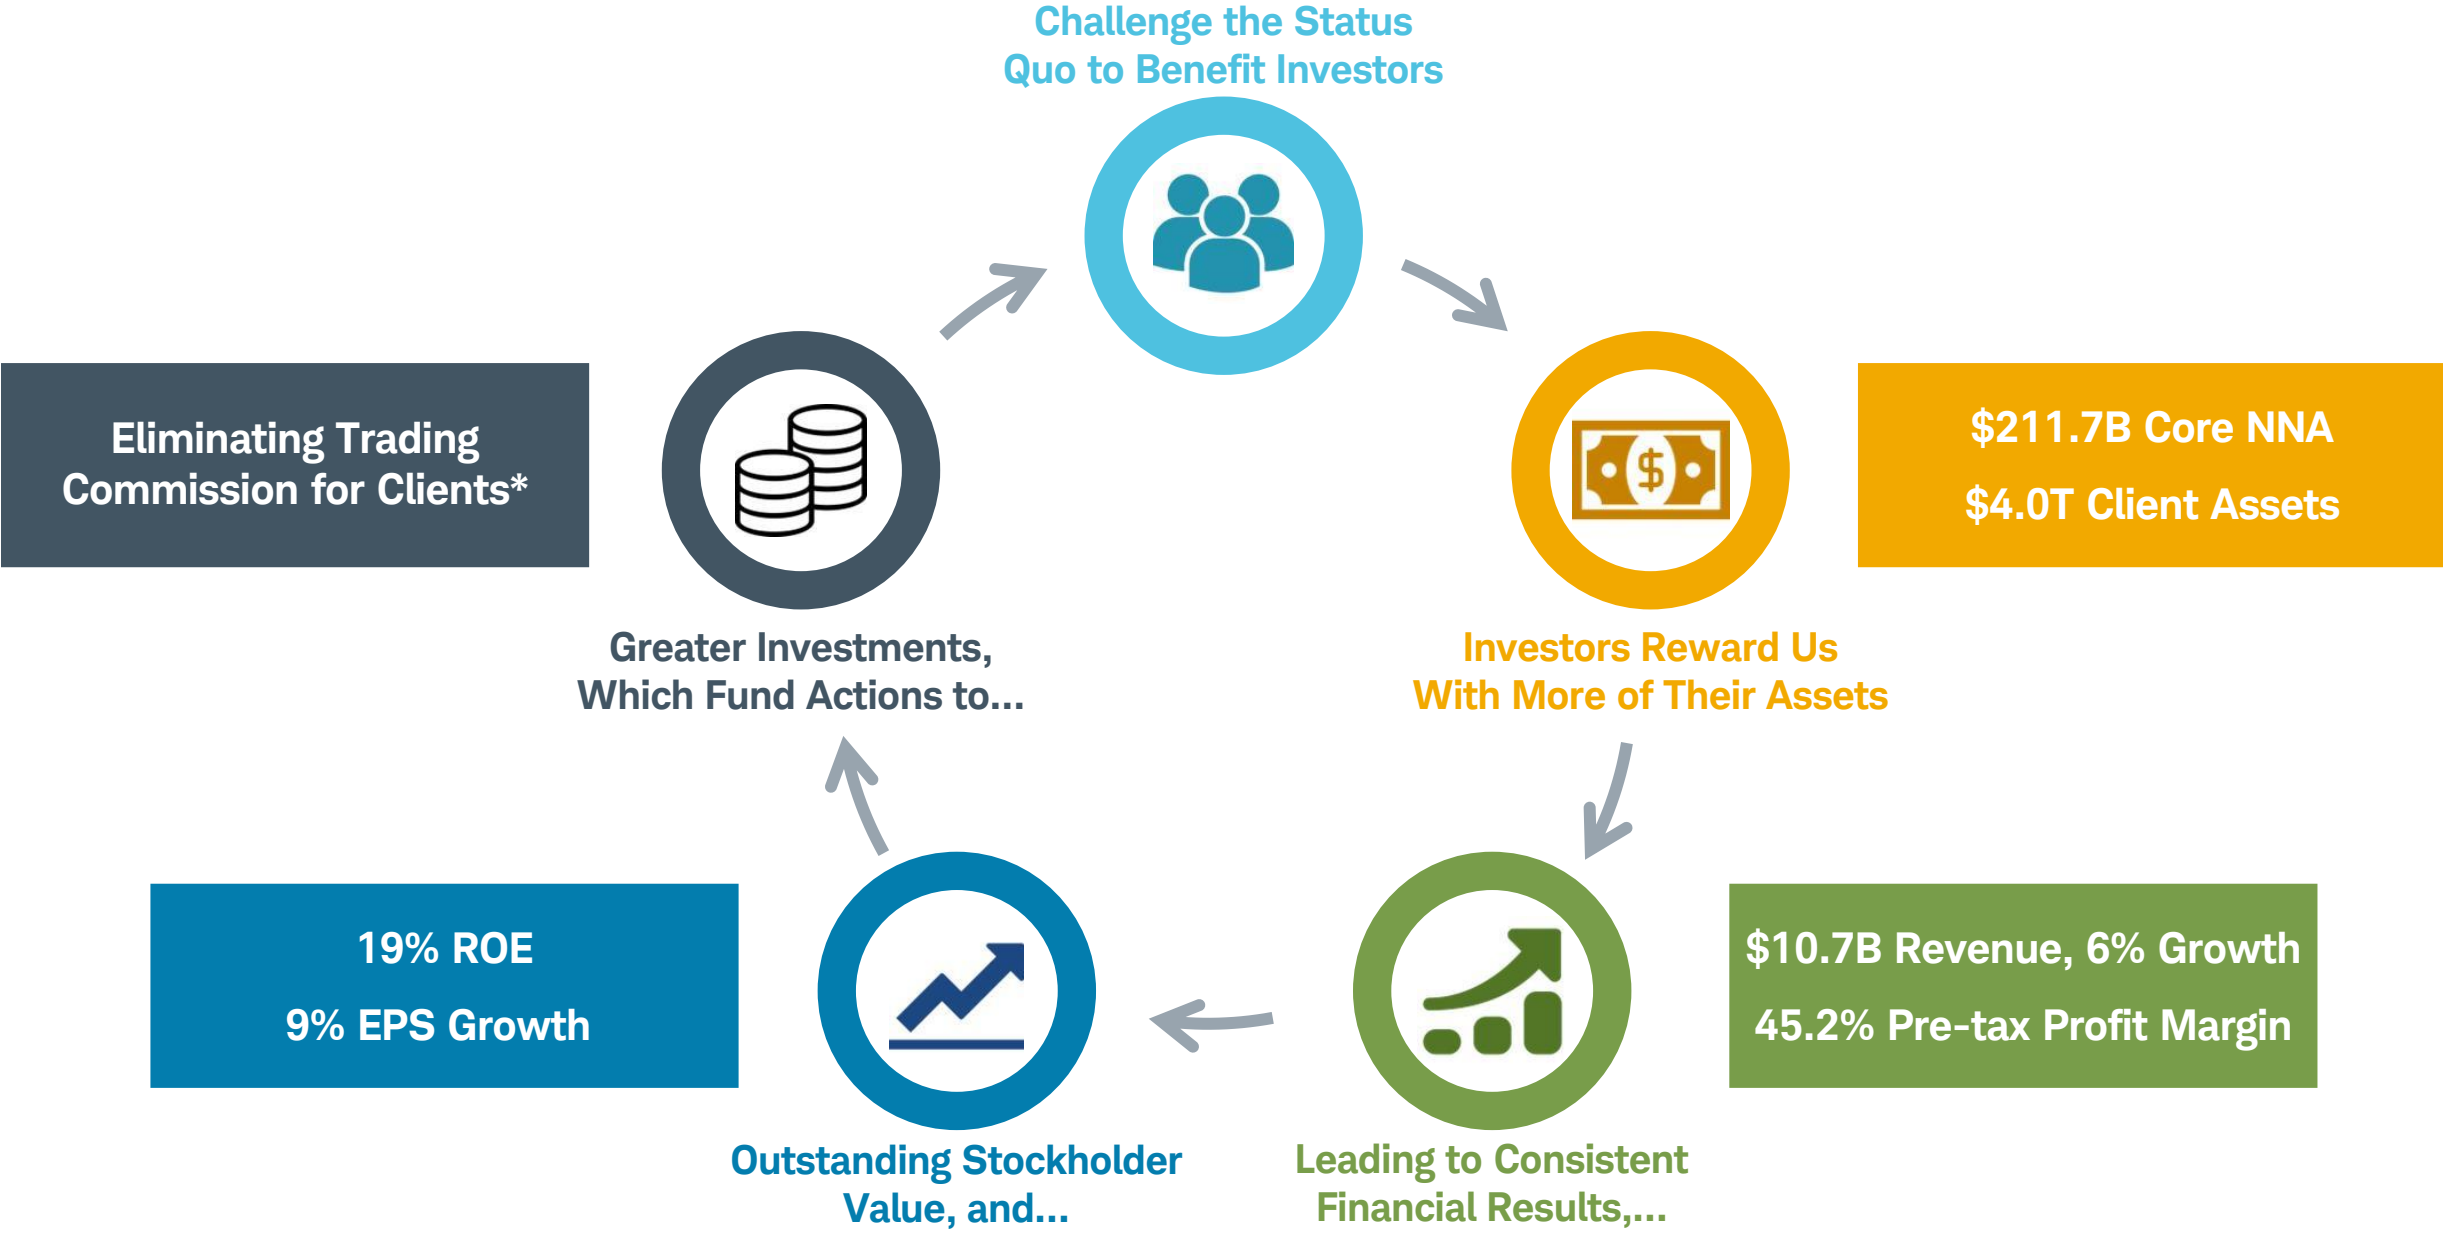 Challenge the Status
Quo to Benefit Investors
Eliminating Trading
Commission for Clients*
$
$211.7B Core NNA
$4.0T Client Assets
Greater Investments,
Which Fund Actions to...
Investors Reward Us
With More of Their Assets
19% ROE
9% EPS Growth
$10.7B Revenue, 6% Growth
45.2% Pre-tax Profit Margin
Outstanding Stockholder
Value, and...
Leading to Consistent
Financial Results,...